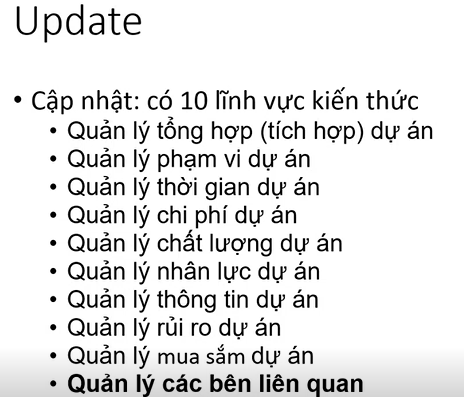 Update
• Cập nhật: có 10 lĩnh vực kiến thức
• Quản lý tổng hợp (tích hợp) dự án
• Quản lý phạm vi dự án
• Quản lý thời gian dự án
• Quản lý chi phí dự án
• Quản lý chất lượng dự án
• Quản lý nhân lực dự án
• Quản lý thông tin dự án
• Quản lý rủi ro dự án
• Quản lý mua sắm dự án
• Quản lý các bên liên quan